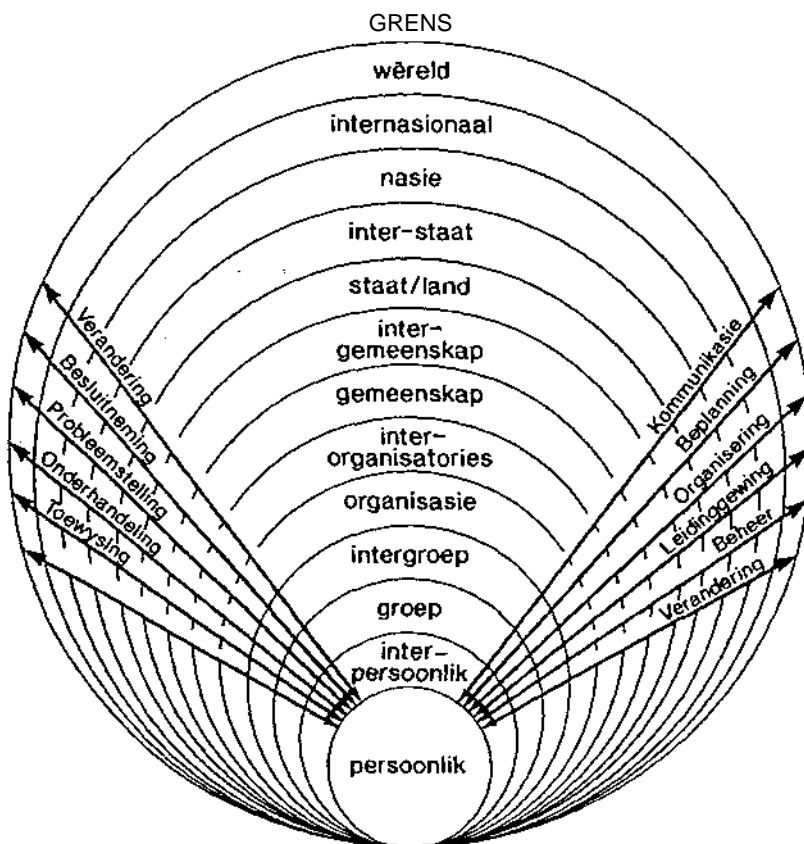 GRENS
wêreld
internasionaal
nasie
inter-staat
staat/land
inter-
gemeenskap
gemeenskap
inter-
organisatories
organisasie
intergroep
groep
inter-
persoonlik
persoonlik
Verandering
Besluitneming
Probleemstelling
Onderhandeling
Toewysing
Kommunikasie
Beplanning
Organisering
Leidinggewing
Beheer
Verandering